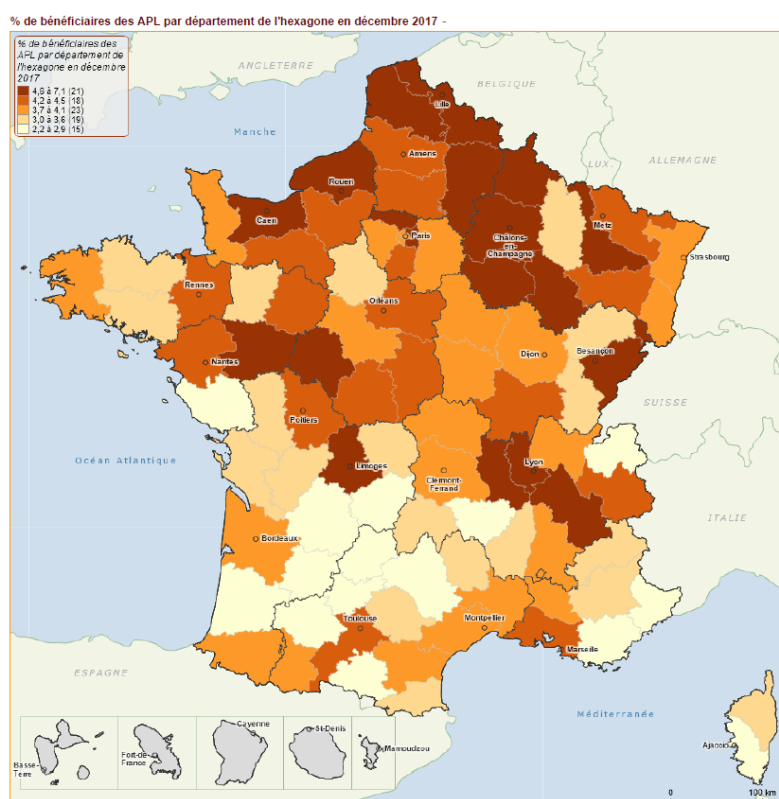 % de bénéficiaires des APL par département de l'hexagone en décembre 2017 -
% de bénéficiaires des
APL par département de
l'hexagone en décembre
2017
4,6 à 7,1 (21)
4,2 à 4,5 (18)
3,7 à 4,1 (23)
3,0 à 3,6 (19)
2,2 à 2,9 (15)
ANGLETERRE
BELGIQUE
Lille
Manche
Amiens
LUX.
ALLEMAGNE
Rouen
Caen
Metz
Paris
Châlons-
en-
Champagne
Strasbourg
Rennes
Orléans
Nantes
Dijon
Besançon
SUISSE
Poitiers
Océan Atlantique
Limoges
Lyon
Clermont-
Ferrand
ITALIE
Bordeaux
Toulouse
Montpellier
Marseille
ESPAGNE
Méditerranée
Ajaccio
Basse-
Terre
Fort-de-
France
Cayenne
St-Denis
Mamoudzou
0 100 km